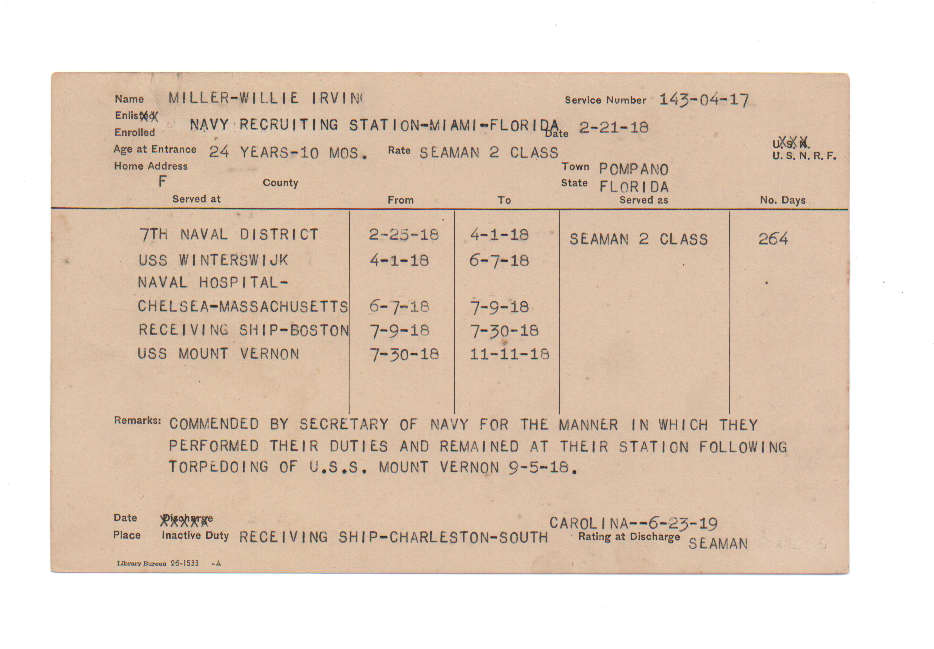 Name MILLER-WILLIE IRVING Service Number 143-04-17
Enlisted
Enrolled NAVY RECRUITING STATION-MIAMI-FLORIDA Date 2-21-18
U.S.N.
U. S. N. R. F.
Age at Entrance 24 YEARS-10 MOS. Rate SEAMAN 2 CLASS
Home Address Town POMPANO
F County State FLORIDA
Served at From To Served as No. Days
7TH NAVAL DISTRICT 2-25-18 4-1-18 SEAMAN 2 CLASS 264
USS WINTERSWIJK 4-1-18 6-7-18
NAVAL HOSPITAL-
CHELSEA-MASSACHUSETTS 6-7-18 7-9-18
RECEIVING SHIP-BOSTON 7-9-18 7-30-18
USS MOUNT VERNON 7-30-18 11-11-18
Remarks: COMMENDED BY SECRETARY OF NAVY FOR THE MANNER IN WHICH THEY
PERFORMED THEIR DUTIES AND REMAINED AT THEIR STATION FOLLOWING
TORPEDOING OF U.S.S. MOUNT VERNON 9-5-18.
Date Discharge CAROLINA--6-23-19
Place Inactive Duty RECEIVING SHIP-CHARLESTON-SOUTH Rating at Discharge SEAMAN
Library Bureau 26-1533 -A